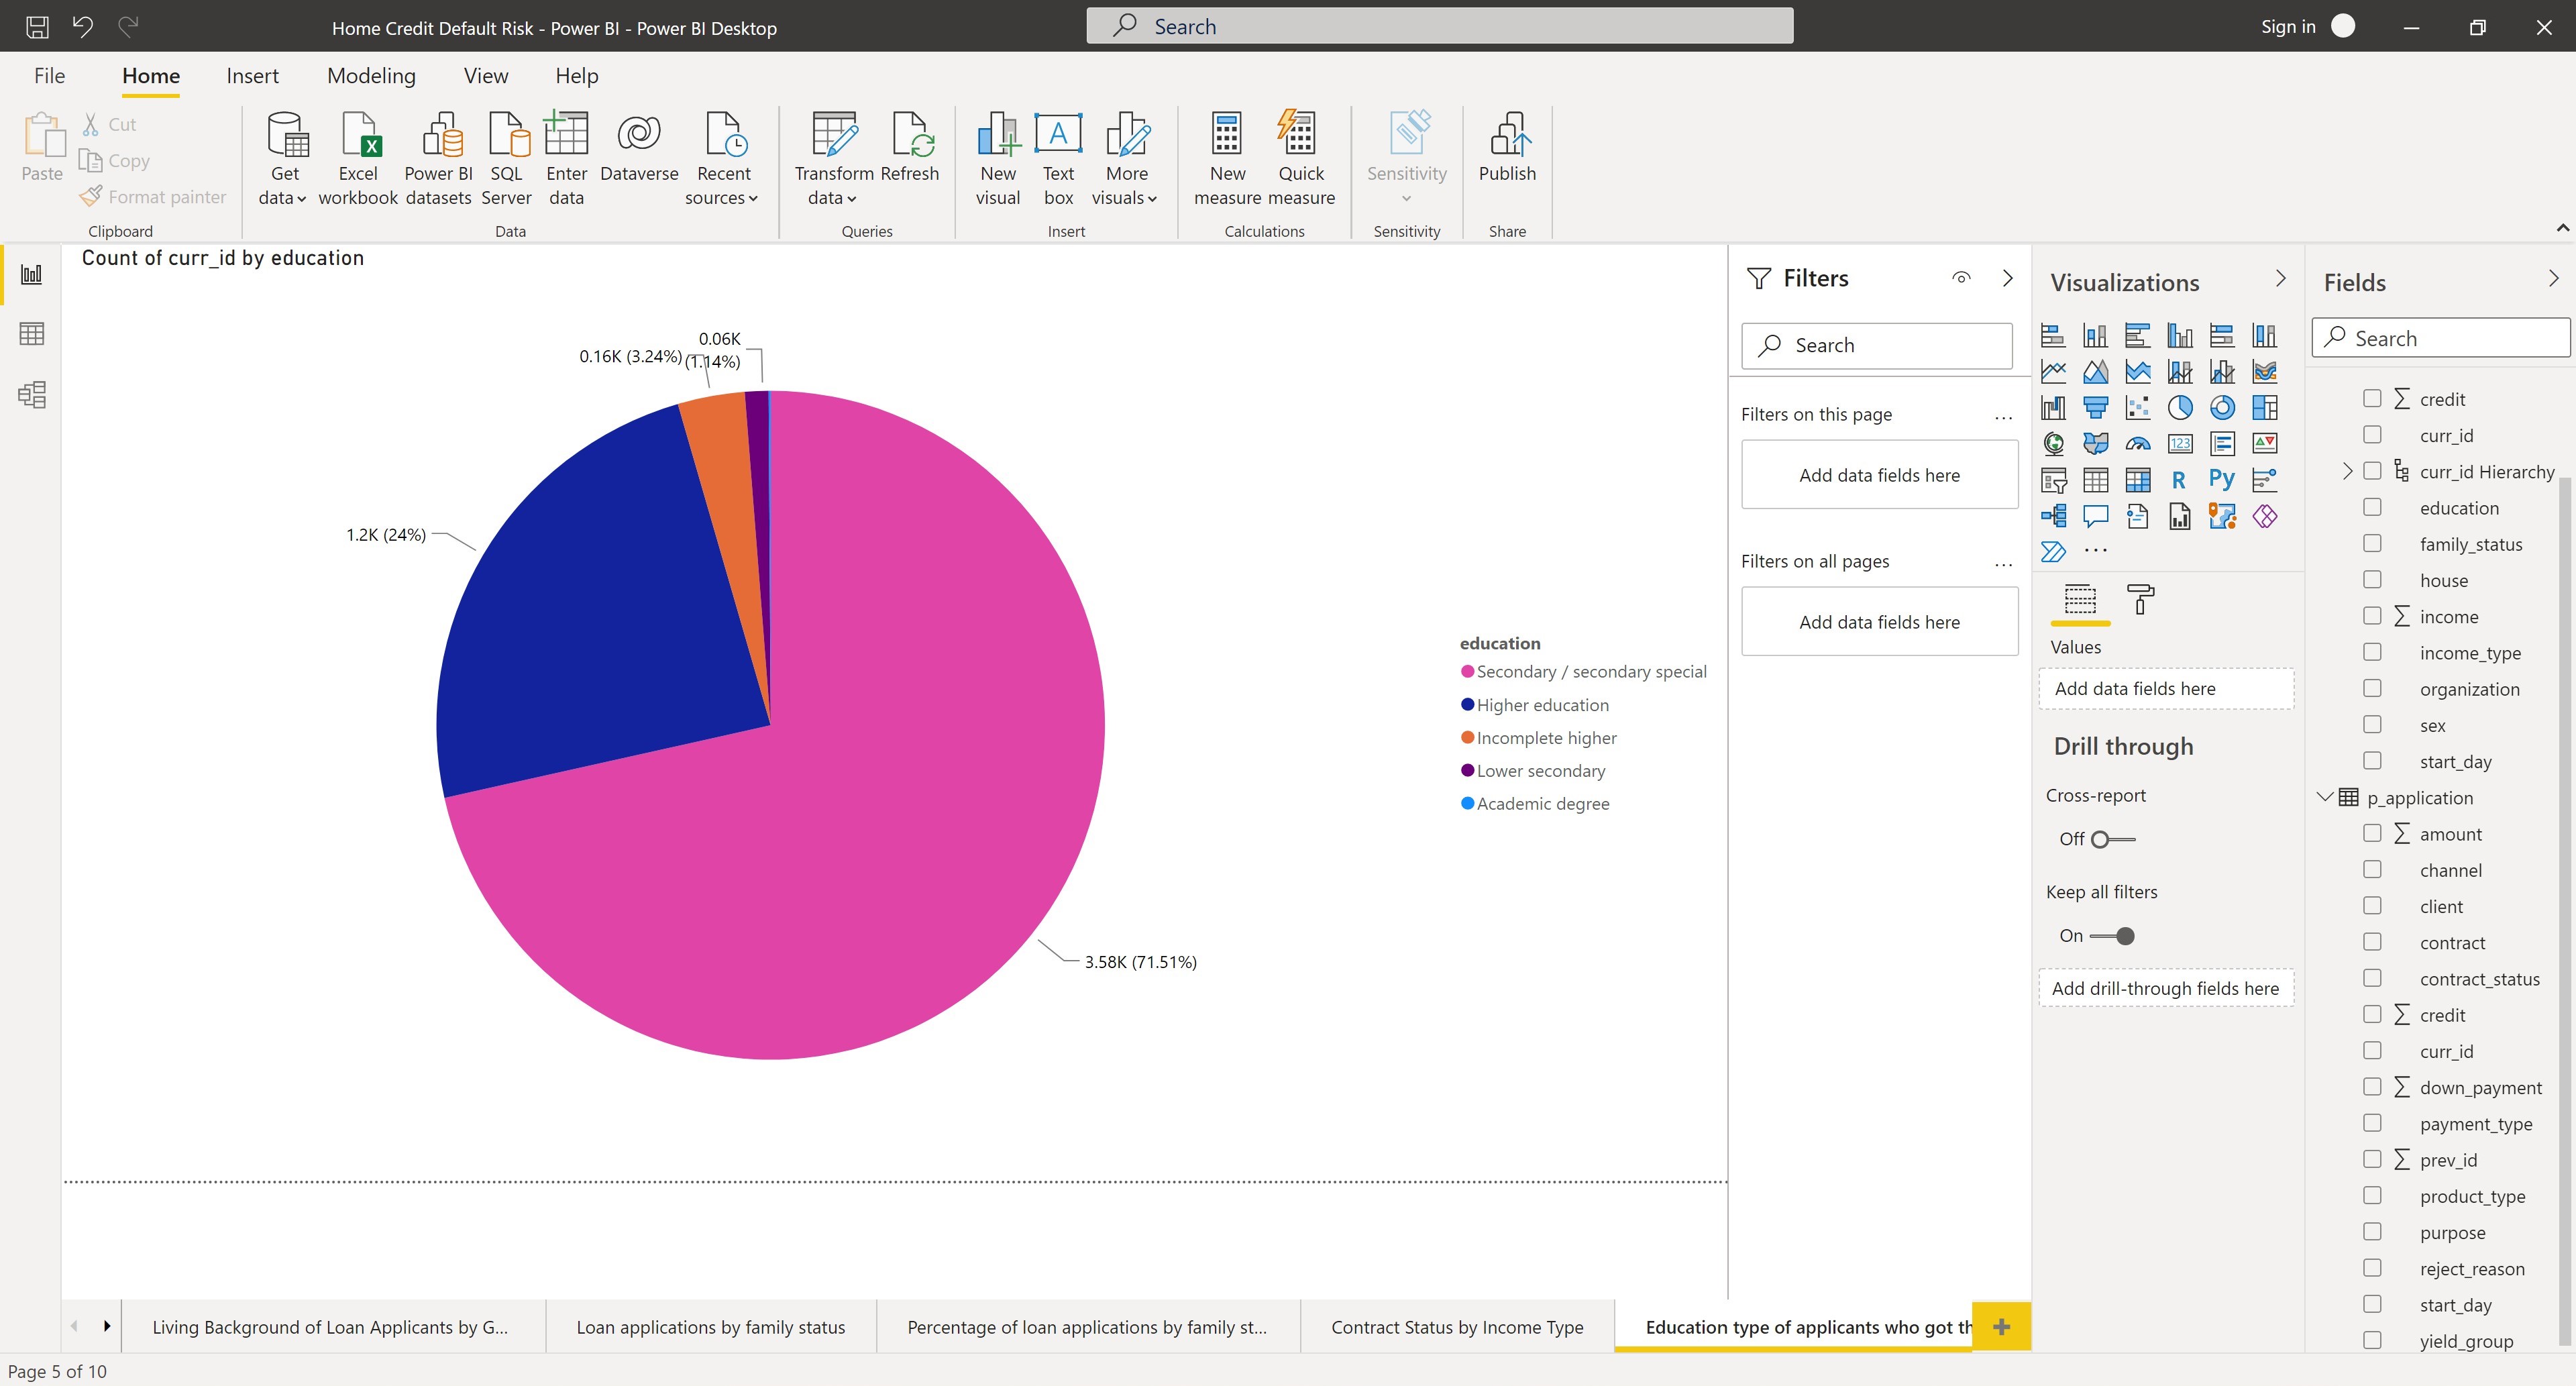 Home Credit Default Risk - Power BI - Power BI Desktop
Search
Sign in
File
Home
Insert
Modeling
View
Help
Paste
Cut
Copy
Format painter
Clipboard
Get data
Excel workbook
Power BI datasets
SQL Server
Enter data
Dataverse
Recent sources
Data
Transform data
Refresh
Queries
New visual
Text box
More visuals
Insert
New measure
Quick measure
Calculations
Sensitivity
Sensitivity
Publish
Share
Count of curr_id by education
0.06K
(1.14%)
0.16K (3.24%)
1.2K (24%)
3.58K (71.51%)
education
Secondary / secondary special
Higher education
Incomplete higher
Lower secondary
Academic degree
Filters
Search
Filters on this page
...
Add data fields here
Filters on all pages
...
Add data fields here
Visualizations
123
R
Py
...
Values
Add data fields here
Drill through
Cross-report
Off
Keep all filters
On
Add drill-through fields here
Fields
Search
credit
curr_id
curr_id Hierarchy
education
family_status
house
income
income_type
organization
sex
start_day
p_application
amount
channel
client
contract
contract_status
credit
curr_id
down_payment
payment_type
prev_id
product_type
purpose
reject_reason
start_day
yield_group
Living Background of Loan Applicants by G...
Loan applications by family status
Percentage of loan applications by family st...
Contract Status by Income Type
Education type of applicants who got th
Page 5 of 10